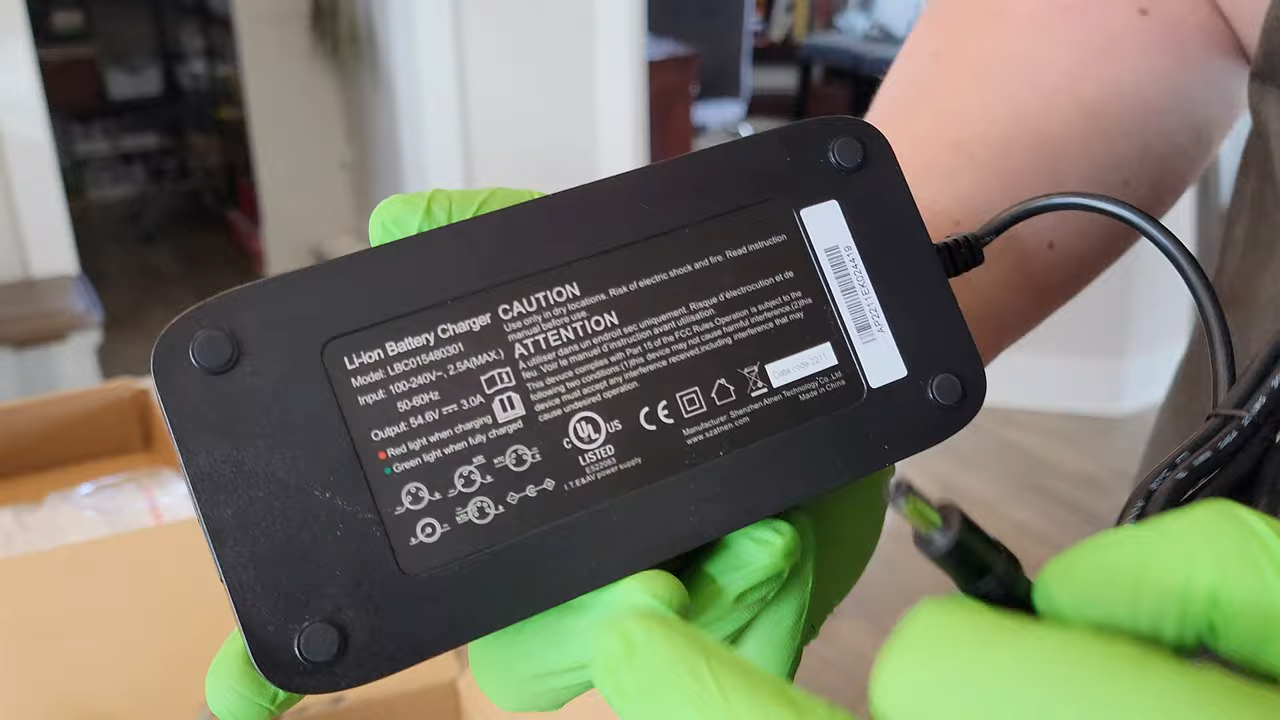 Li-ion Battery Charger
Model: LBC015480301
Input: 100-240V~, 2.5A(MAX.)
50-60Hz
Output: 54.6V 3.0A
Red light when charging
Green light when fully charged
CAUTION
Use only in dry locations. Risk of electric shock and fire. Read instruction
manual before use.
ATTENTION
A utiliser dans un endroit sec uniquement. Risque d'électrocution et de
feu. Voir le manuel d'instruction avant utilisation.
This device complies with Part 15 of the FCC Rules Operation is subject to the
following two conditions:(1)this device may not cause harmful interference,(2)this
device must accept any interference received,including interference that may
cause undesired operation.
C UL US
LISTED
E522063
I.T.E&AV power supply
CE
Date code:2211
Manufacturer: Shenzhen Atnen Technology Co.,Ltd.
www.szatnen.com
Made in China
AP2211EK024419